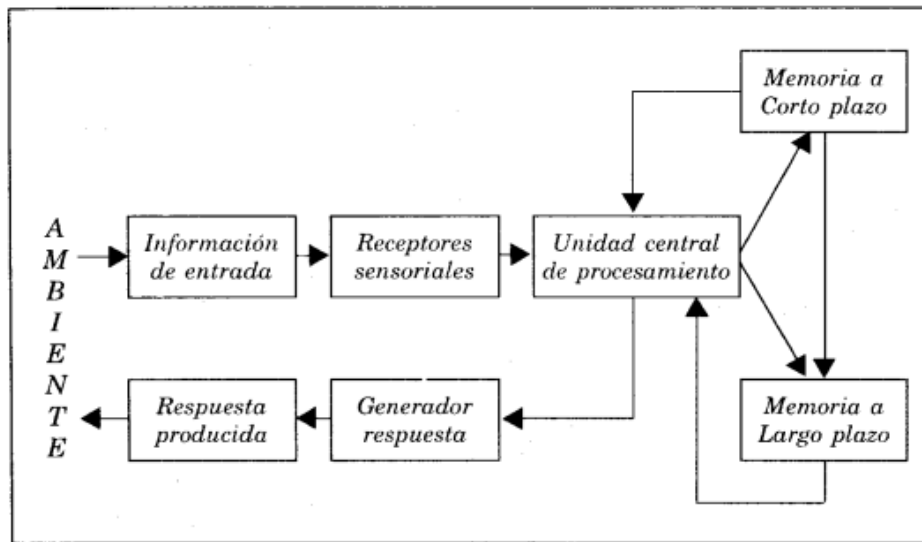 Memoria a
Corto plazo
AMBIENTE
Información
de entrada
Receptores
sensoriales
Unidad central
de procesamiento
Respuesta
producida
Generador
respuesta
Memoria a
Largo plazo